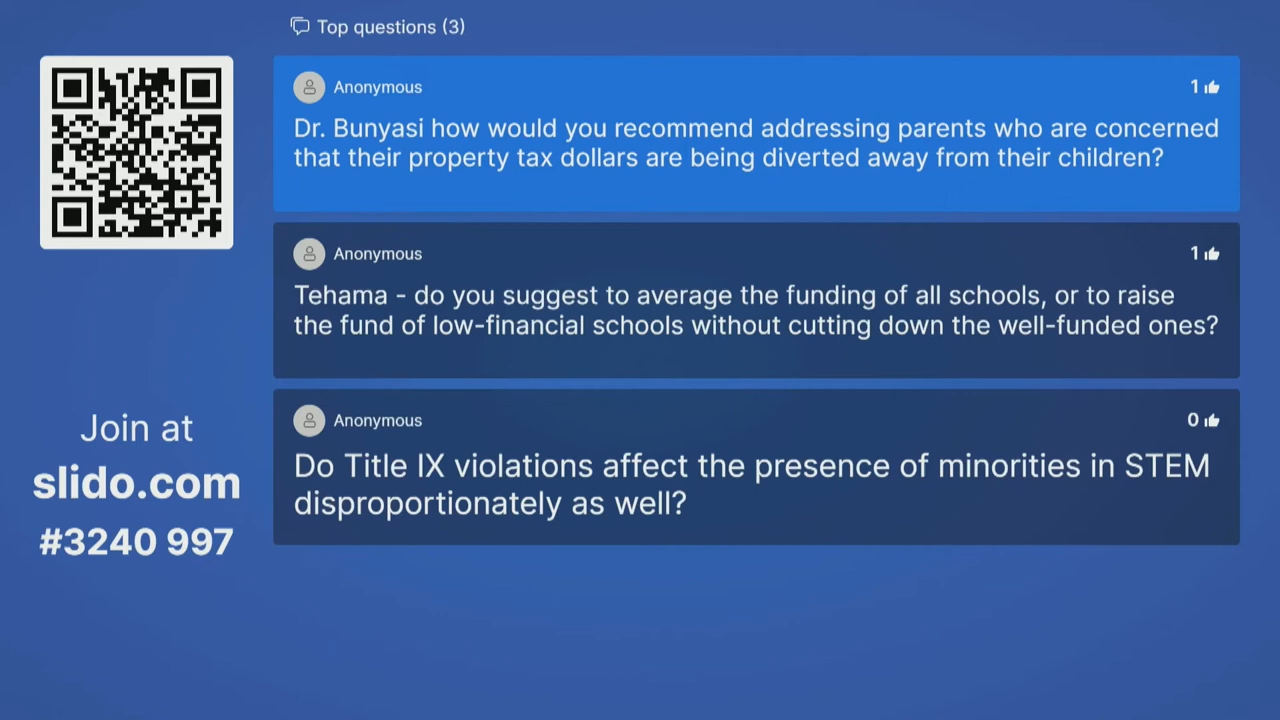 Top questions (3)
Anonymous
1
Dr. Bunyasi how would you recommend addressing parents who are concerned
that their property tax dollars are being diverted away from their children?
Anonymous
1
Tehama - do you suggest to average the funding of all schools, or to raise
the fund of low-financial schools without cutting down the well-funded ones?
Anonymous
0
Do Title IX violations affect the presence of minorities in STEM
disproportionately as well?
Join at
slido.com
#3240 997